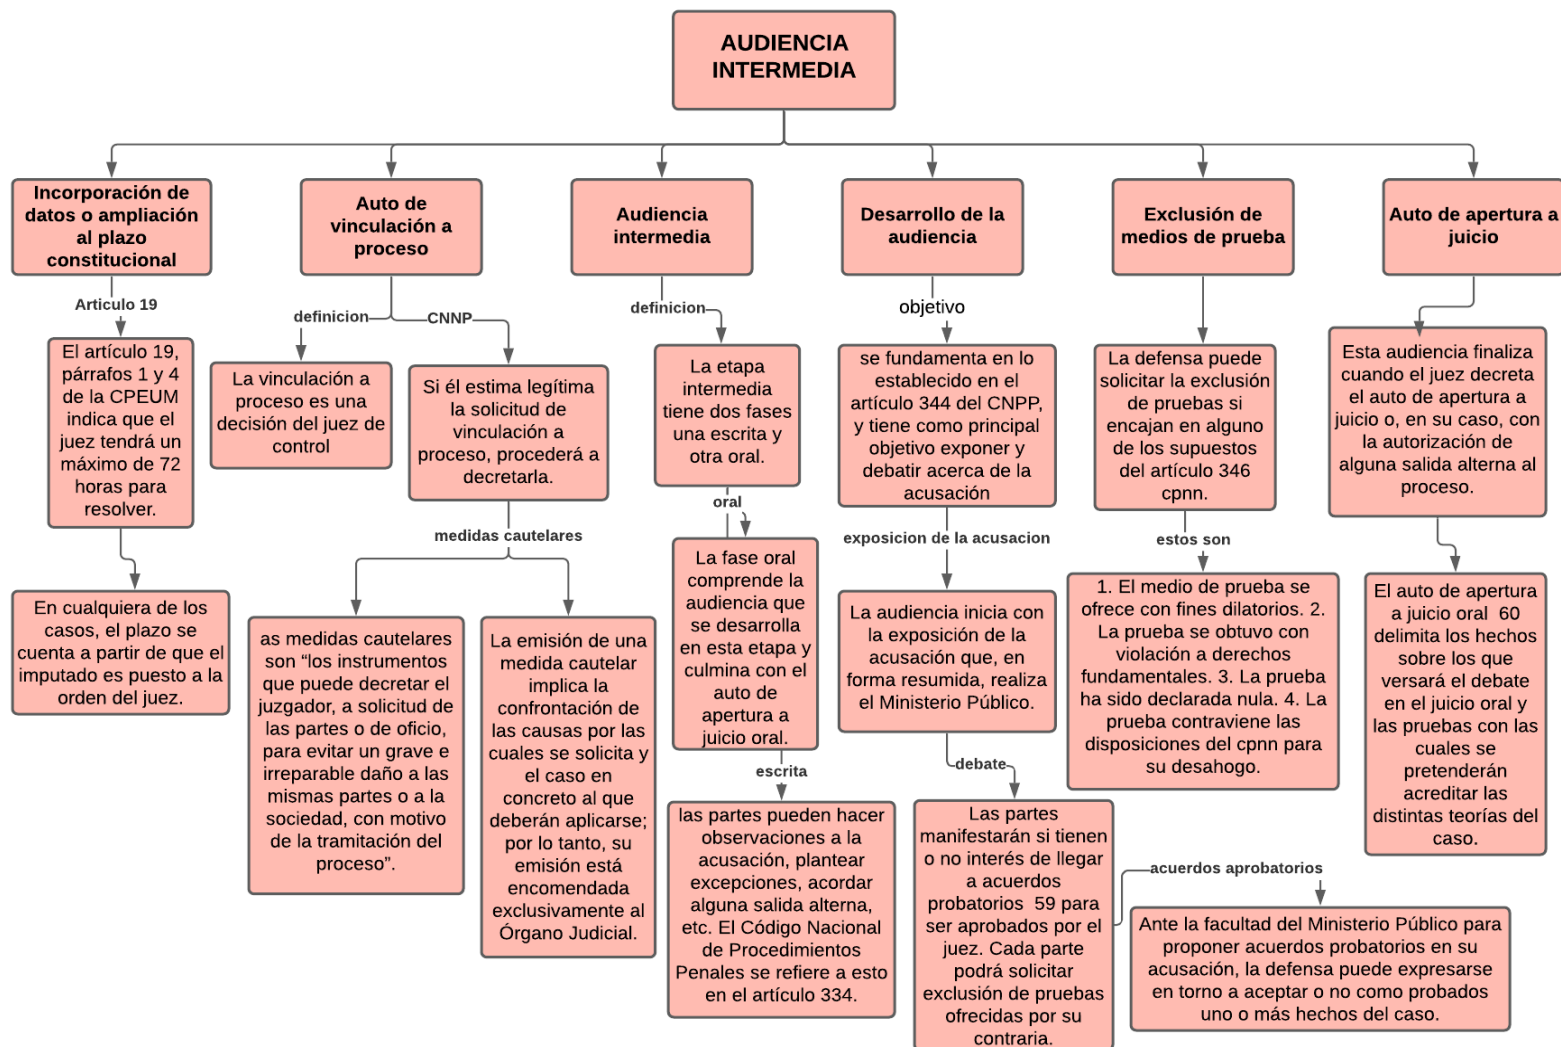 AUDIENCIA
INTERMEDIA
Incorporación de
datos o ampliación
al plazo
constitucional
Articulo 19
El artículo 19,
párrafos 1 y 4
de la CPEUM
indica que el
juez tendrá un
máximo de 72
horas para
resolver.
En cualquiera de los
casos, el plazo se
cuenta a partir de que el
imputado es puesto a la
orden del juez.
Auto de
vinculación a
proceso
definicion
La vinculación a
proceso es una
decisión del juez de
control
CNNP
Si él estima legítima
la solicitud de
vinculación a
proceso, procederá a
decretarla.
medidas cautelares
as medidas cautelares
son “los instrumentos
que puede decretar el
juzgador, a solicitud de
las partes o de oficio,
para evitar un grave e
irreparable daño a las
mismas partes o a la
sociedad, con motivo
de la tramitación del
proceso”.
La emisión de una
medida cautelar
implica la
confrontación de
las causas por las
cuales se solicita y
el caso en
concreto al que
deberán aplicarse;
por lo tanto, su
emisión está
encomendada
exclusivamente al
Órgano Judicial.
Audiencia
intermedia
definicion
La etapa
intermedia
tiene dos fases
una escrita y
otra oral.
oral
La fase oral
comprende la
audiencia que
se desarrolla
en esta etapa y
culmina con el
auto de
apertura a
juicio oral.
escrita
las partes pueden hacer
observaciones a la
acusación, plantear
excepciones, acordar
alguna salida alterna,
etc. El Código Nacional
de Procedimientos
Penales se refiere a esto
en el artículo 334.
Desarrollo de la
audiencia
objetivo
se fundamenta en lo
establecido en el
artículo 344 del CNPP,
y tiene como principal
objetivo exponer y
debatir acerca de la
acusación
exposicion de la acusacion
La audiencia inicia con
la exposición de la
acusación que, en
forma resumida, realiza
el Ministerio Público.
debate
Las partes
manifestarán si tienen
o no interés de llegar
a acuerdos
probatorios 59 para
ser aprobados por el
juez. Cada parte
podrá solicitar
exclusión de pruebas
ofrecidas por su
contraria.
acuerdos aprobatorios
Ante la facultad del Ministerio Público para
proponer acuerdos probatorios en su
acusación, la defensa puede expresarse
en torno a aceptar o no como probados
uno o más hechos del caso.
Exclusión de
medios de prueba
La defensa puede
solicitar la exclusión
de pruebas si
encajan en alguno
de los supuestos
del artículo 346
cpnn.
estos son
1. El medio de prueba se
ofrece con fines dilatorios. 2.
La prueba se obtuvo con
violación a derechos
fundamentales. 3. La prueba
ha sido declarada nula. 4. La
prueba contraviene las
disposiciones del cpnn para
su desahogo.
Auto de apertura a
juicio
Esta audiencia finaliza
cuando el juez decreta
el auto de apertura a
juicio o, en su caso, con
la autorización de
alguna salida alterna al
proceso.
El auto de apertura
a juicio oral 60
delimita los hechos
sobre los que
versará el debate
en el juicio oral y
las pruebas con las
cuales se
pretenderán
acreditar las
distintas teorías del
caso.